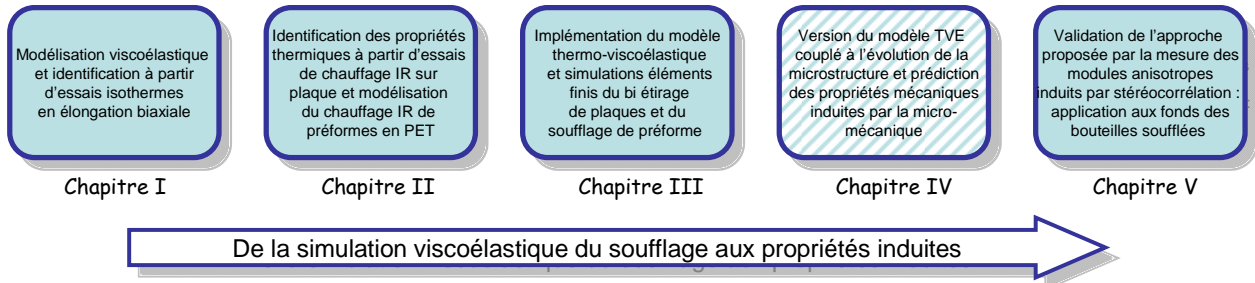 Modélisation viscoélastique
et identification à partir
d'essais isothermes
en élongation biaxiale
Identification des propriétés
thermiques à partir d'essais
de chauffage IR sur
plaque et modélisation
du chauffage IR de
préformes en PET
Implémentation du modèle
thermo-viscoélastique
et simulations éléments
finis du bi étirage
de plaques et du
soufflage de préforme
Version du modèle TVE
couplé à l'évolution de la
microstructure et prédiction
des propriétés mécaniques
induites par la micro-
mécanique
Validation de l'approche
proposée par la mesure des
modules anisotropes
induits par stéréocorrélation :
application aux fonds des
bouteilles soufflées
Chapitre I
Chapitre II
Chapitre III
Chapitre IV
Chapitre V
De la simulation viscoélastique du soufflage aux propriétés induites